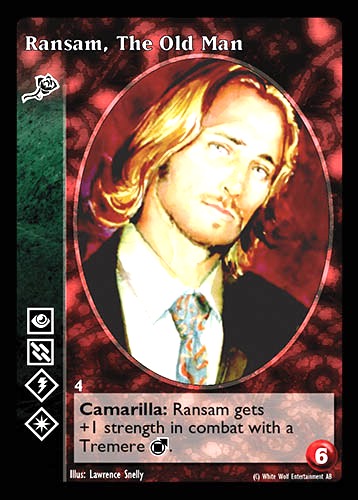 Ransam, The Old Man
4
Camarilla: Ransam gets
+1 strength in combat with a
Tremere .
6
Illus: Lawrence Snelly
(C) White Wolf Entertainment AB